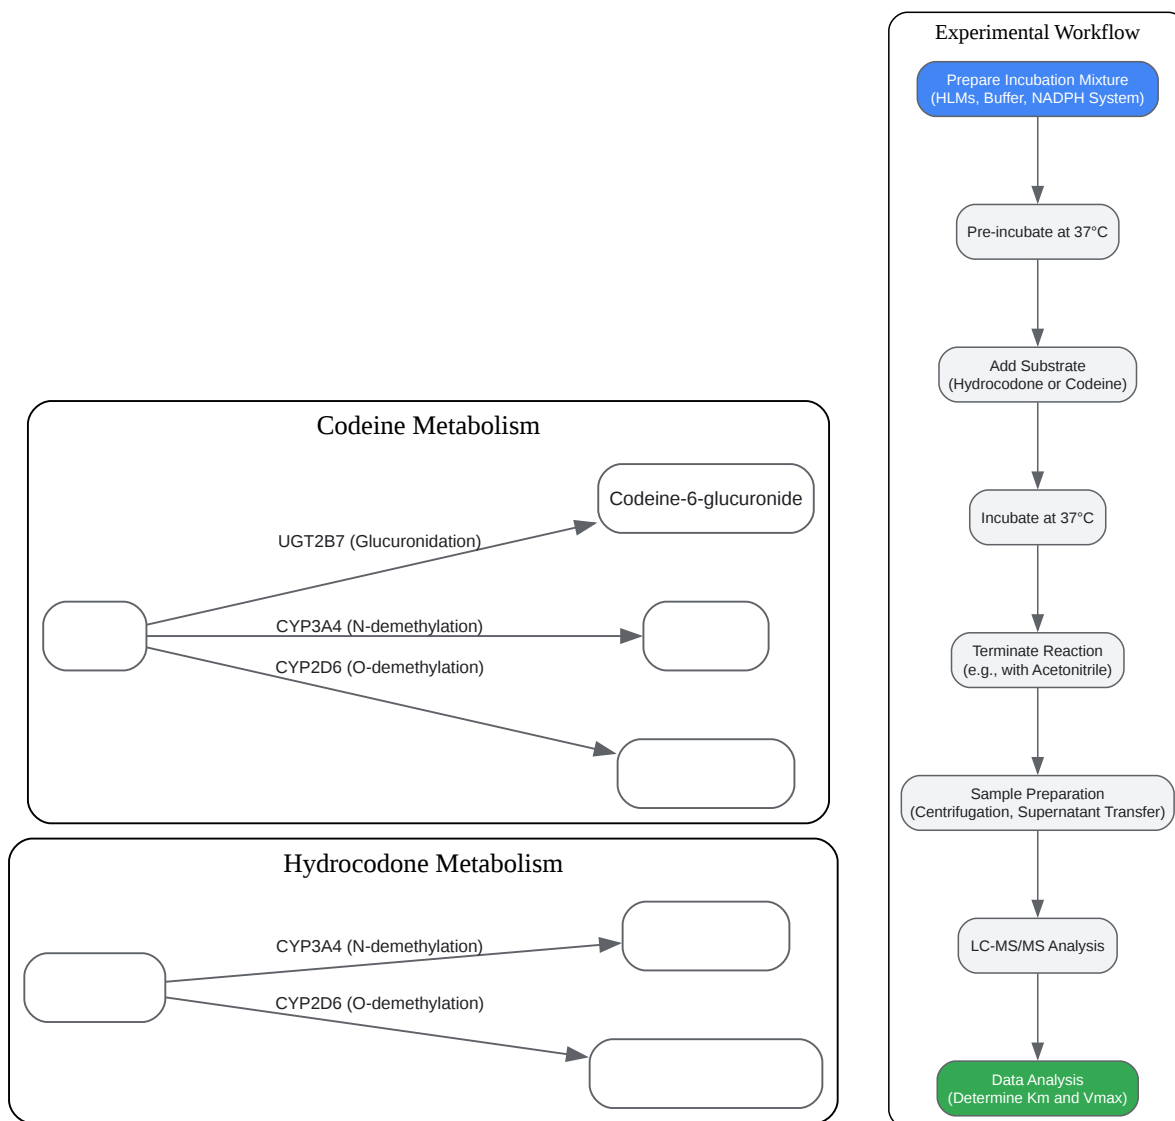 Experimental Workflow
Prepare Incubation Mixture
(HLMs, Buffer, NADPH System)
Pre-incubate at 37°C
Add Substrate
(Hydrocodone or Codeine)
Incubate at 37°C
Terminate Reaction
(e.g., with Acetonitrile)
Sample Preparation
(Centrifugation, Supernatant Transfer)
LC-MS/MS Analysis
Data Analysis
(Determine Km and Vmax)
Codeine Metabolism
Codeine-6-glucuronide
UGT2B7 (Glucuronidation)
CYP3A4 (N-demethylation)
CYP2D6 (O-demethylation)
Hydrocodone Metabolism
CYP3A4 (N-demethylation)
CYP2D6 (O-demethylation)